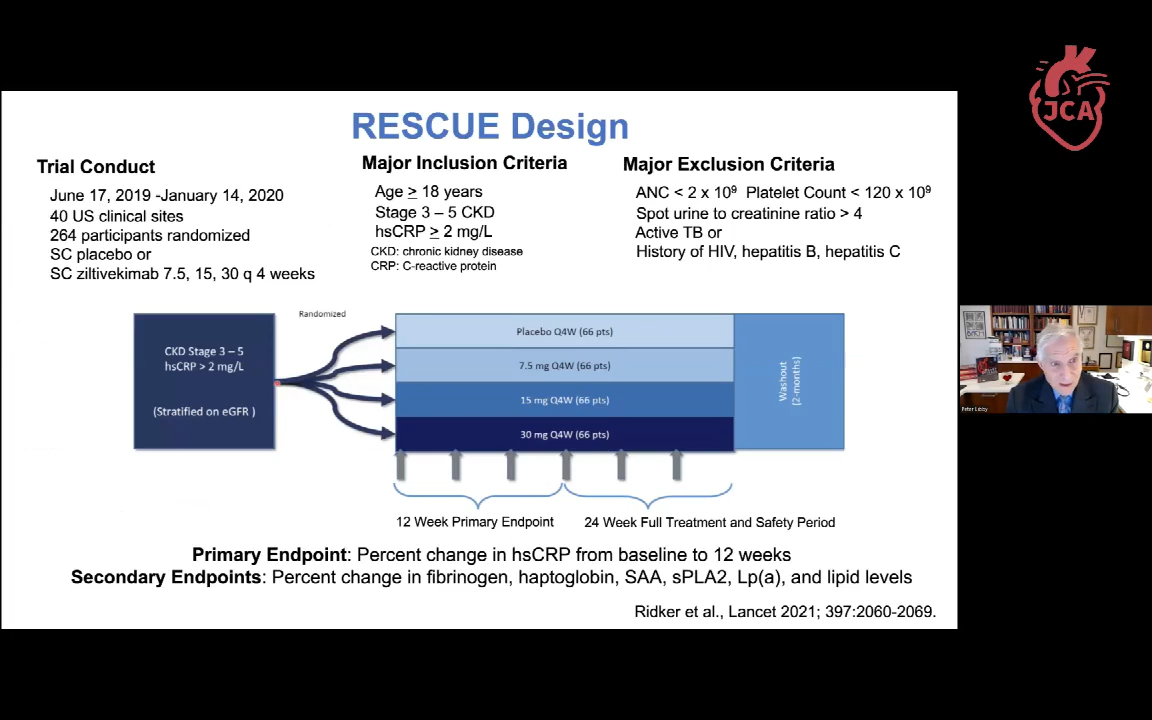 JCA
RESCUE Design
Trial Conduct
June 17, 2019 -January 14, 2020
40 US clinical sites
264 participants randomized
SC placebo or
SC ziltivekimab 7.5, 15, 30 q 4 weeks
Major Inclusion Criteria
Age ≥ 18 years
Stage 3 – 5 CKD
hsCRP ≥ 2 mg/L
CKD: chronic kidney disease
CRP: C-reactive protein
Major Exclusion Criteria
ANC < 2 x 10⁹ Platelet Count < 120 x 10⁹
Spot urine to creatinine ratio > 4
Active TB or
History of HIV, hepatitis B, hepatitis C
CKD Stage 3 – 5
hsCRP > 2 mg/L
(Stratified on eGFR )
Randomized
Placebo Q4W (66 pts)
7.5 mg Q4W (66 pts)
15 mg Q4W (66 pts)
30 mg Q4W (66 pts)
Washout
(2-months)
12 Week Primary Endpoint
24 Week Full Treatment and Safety Period
Primary Endpoint: Percent change in hsCRP from baseline to 12 weeks
Secondary Endpoints: Percent change in fibrinogen, haptoglobin, SAA, sPLA2, Lp(a), and lipid levels
Ridker et al., Lancet 2021; 397:2060-2069.
Peter Libby